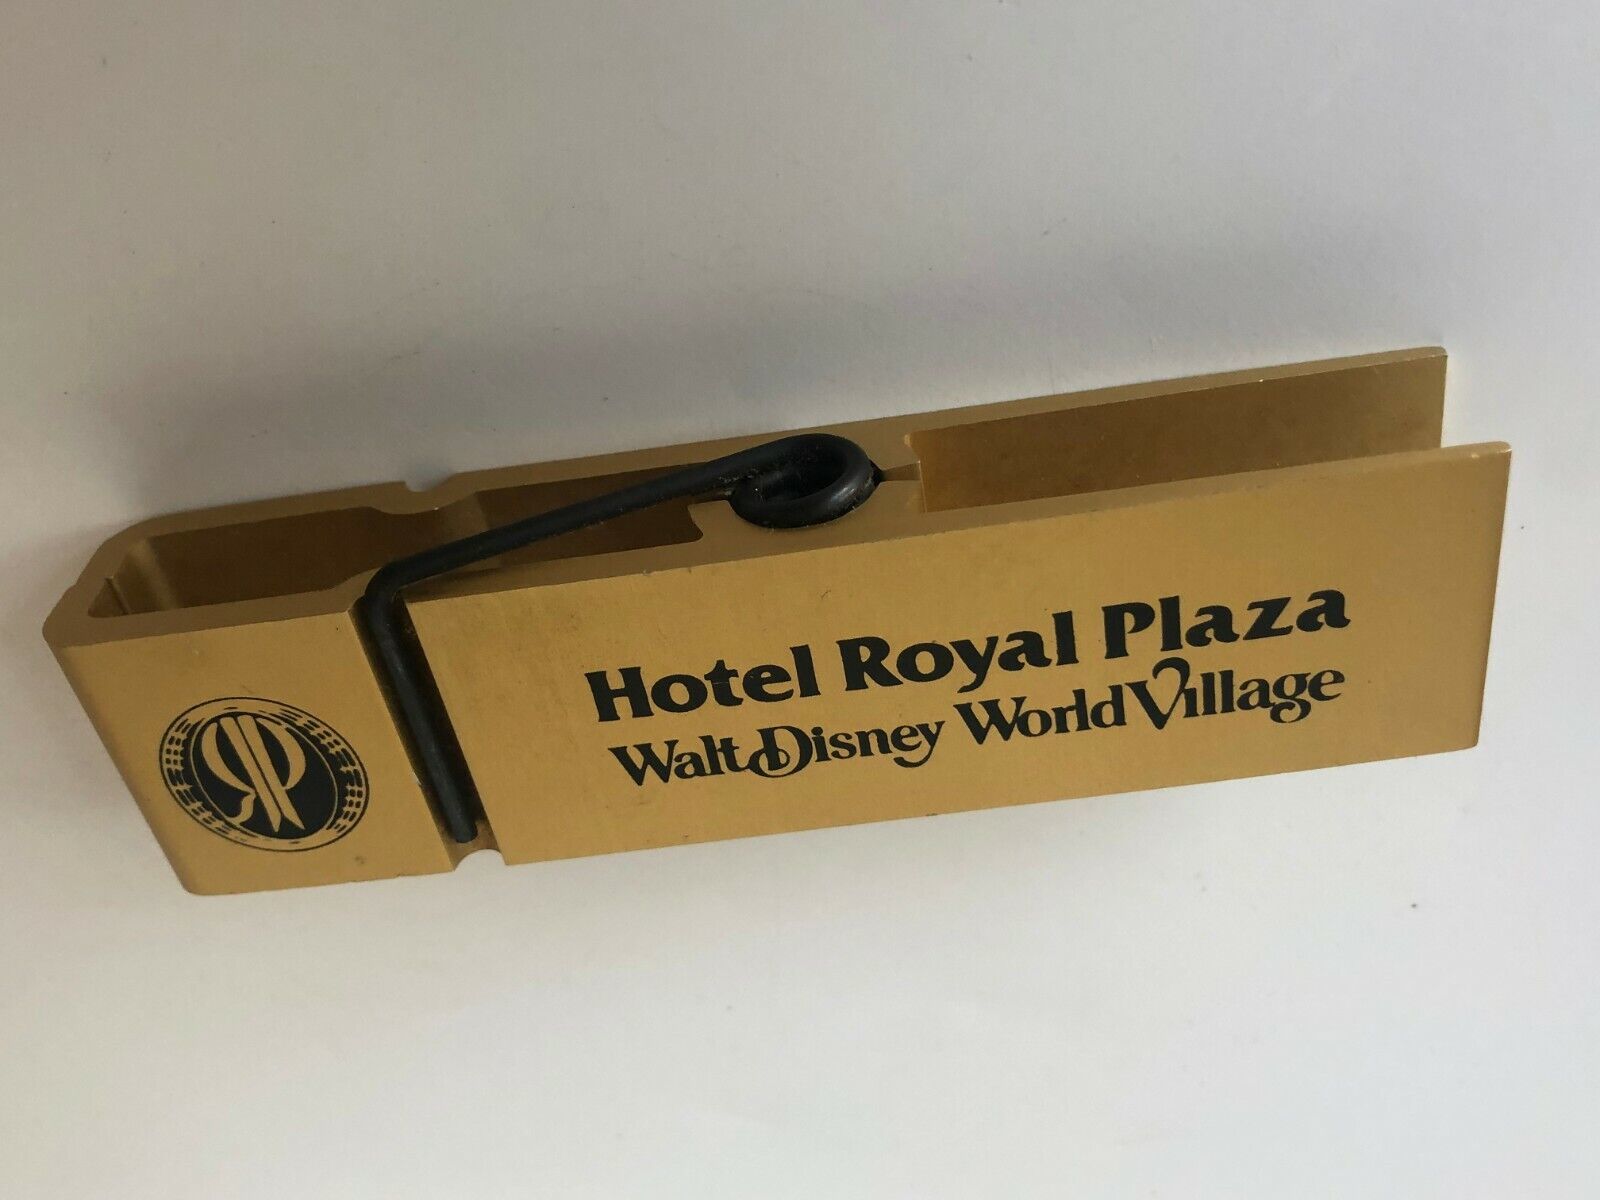 Hotel Royal Plaza
Walt Disney World Village